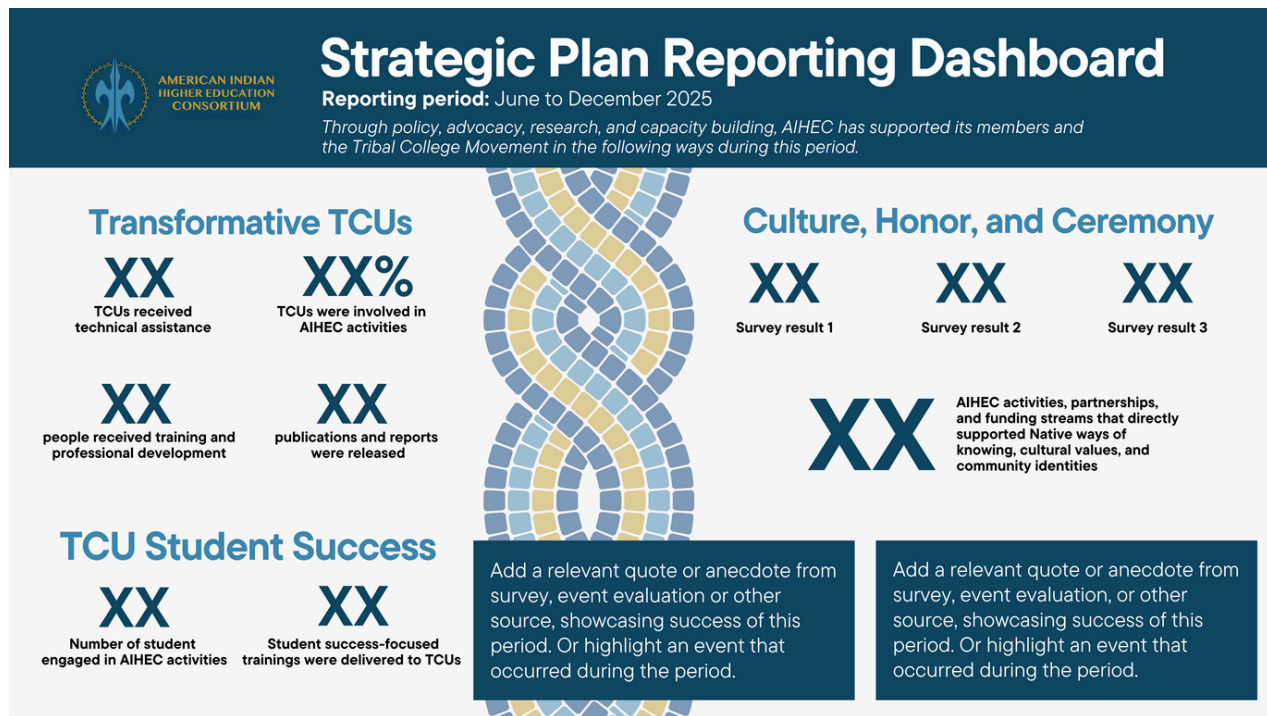 AMERICAN INDIAN
HIGHER EDUCATION
CONSORTIUM
Strategic Plan Reporting Dashboard
Reporting period: June to December 2025
Through policy, advocacy, research, and capacity building, AIHEC has supported its members and
the Tribal College Movement in the following ways during this period.
Transformative TCUs
XX
TCUs received
technical assistance
XX%
TCUs were involved in
AIHEC activities
XX
people received training and
professional development
XX
publications and reports
were released
TCU Student Success
XX
Number of student
engaged in AIHEC activities
XX
Student success-focused
trainings were delivered to TCUs
Culture, Honor, and Ceremony
XX
Survey result 1
XX
Survey result 2
XX
Survey result 3
XX
AIHEC activities, partnerships,
and funding streams that directly
supported Native ways of
knowing, cultural values, and
community identities
Add a relevant quote or anecdote from
survey, event evaluation or other
source, showcasing success of this
period. Or highlight an event that
occurred during the period.
Add a relevant quote or anecdote from
survey, event evaluation, or other
source, showcasing success of this
period. Or highlight an event that
occurred during the period.